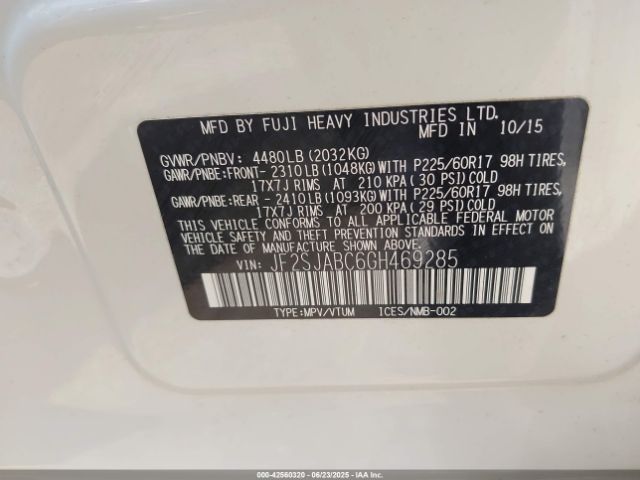 MFD BY FUJI HEAVY INDUSTRIES LTD.
MFD IN 10/15
GVWR/PNBV: 4480LB (2032KG)
GAWR/PNBE:FRONT- 2310LB (1048KG) WITH P225/60R17 98H TIRES,
17X7J RIMS AT 210 KPA (30 PSI) COLD
GAWR/PNBE:REAR - 2410LB (1093KG) WITH P225/60R17 98H TIRES,
17X7J RIMS AT 200 KPA (29 PSI) COLD
THIS VEHICLE CONFORMS TO ALL APPLICABLE FEDERAL MOTOR
VEHICLE SAFETY AND THEFT PREVENTION STANDARDS IN EFFECT ON
THE DATE OF MANUFACTURE SHOWN ABOVE.
VIN: JF2SJABC6GH469285
TYPE:MPV/VTUM ICES/NMB-002
000-42560320 - 06/23/2025 - IAA Inc.